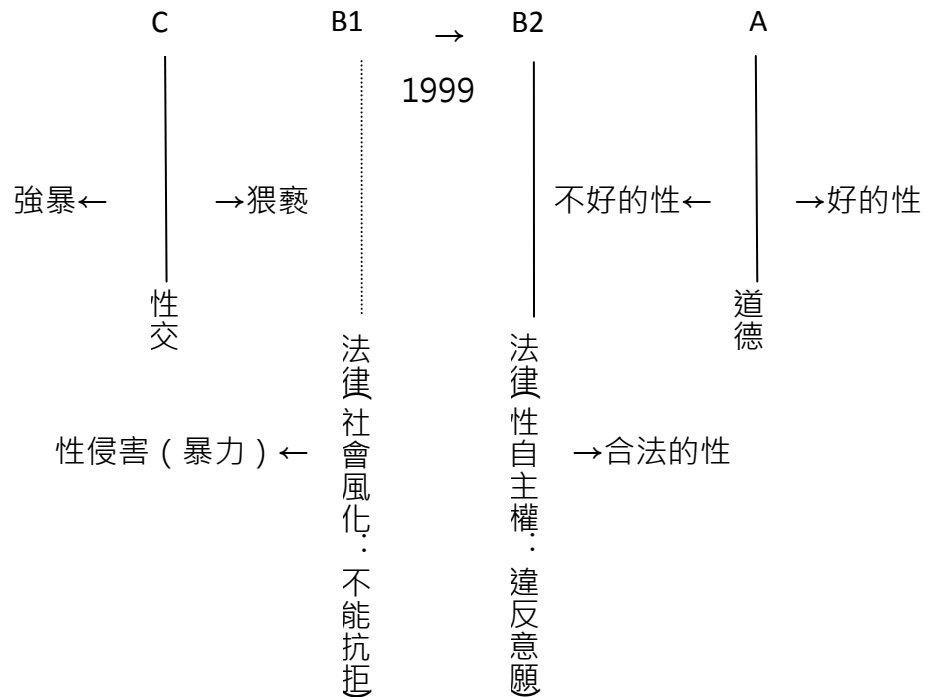 C
B1
→
B2
A
1999
強暴←
→猥褻
不好的性←
→好的性
性交
道德
法律(社會風化：不能抗拒)
法律(性自主權：違反意願)
性侵害（暴力）←
→合法的性